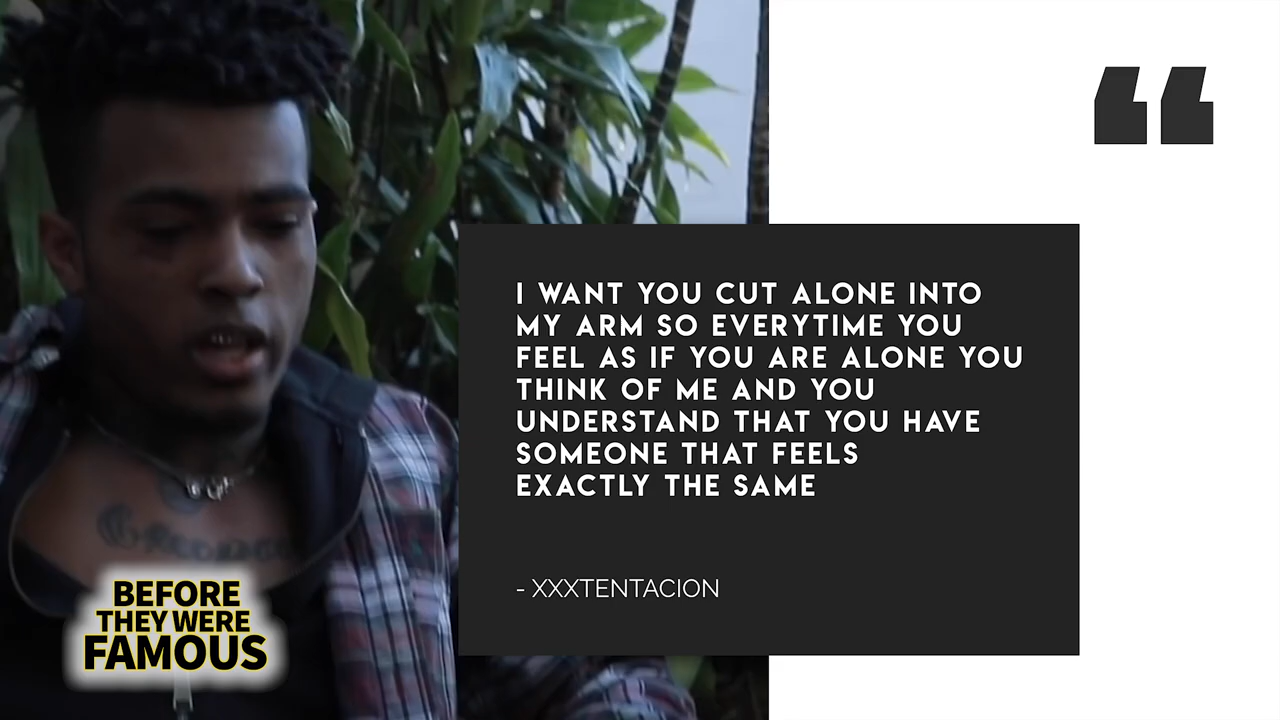 I WANT YOU CUT ALONE INTO
MY ARM SO EVERYTIME YOU
FEEL AS IF YOU ARE ALONE YOU
THINK OF ME AND YOU
UNDERSTAND THAT YOU HAVE
SOMEONE THAT FEELS
EXACTLY THE SAME
- XXXTENTACION
BEFORE
THEY WERE
FAMOUS